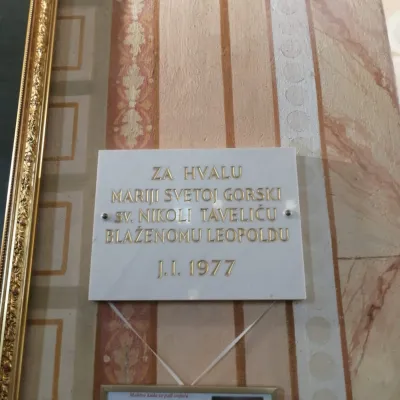 ZA HVALU
MARIJI SVETOJ GORSKI
SV. NIKOLI TAVELIĆU
BLAŽENOMU LEOPOLDU
J.I. 1977